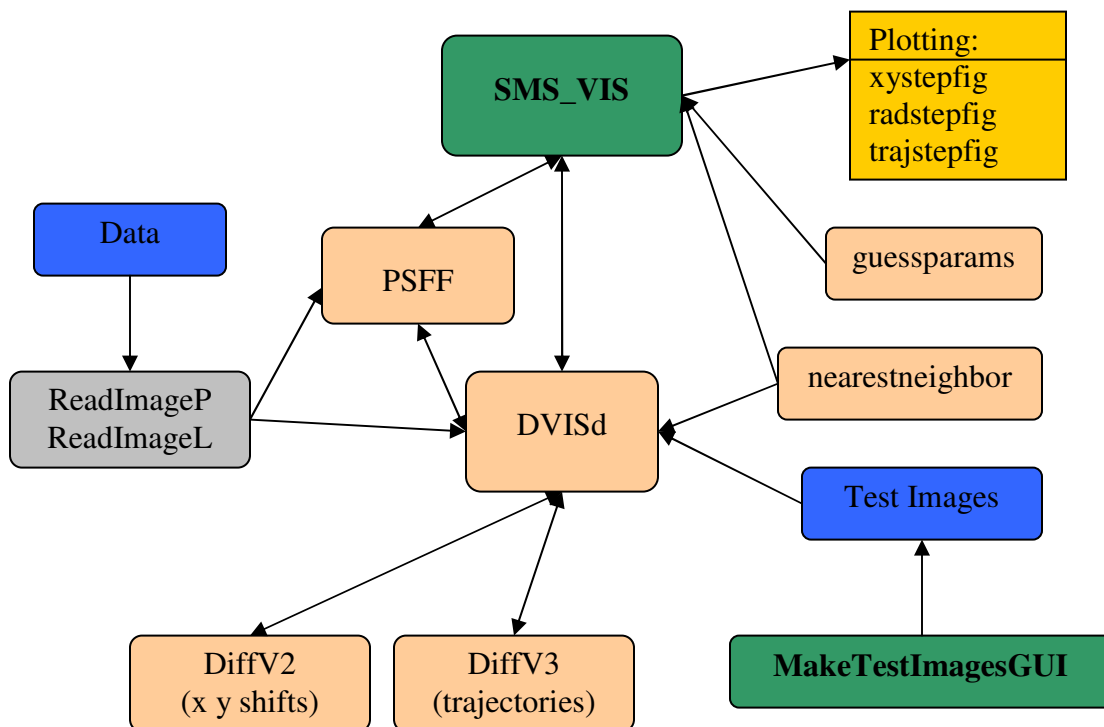 SMS_VIS
Plotting:
xystepfig
radstepfig
trajstepfig
Data
PSFF
guessparams
ReadImageP
ReadImageL
nearestneighbor
DVISd
Test Images
DiffV2
(x y shifts)
DiffV3
(trajectories)
MakeTestImagesGUI